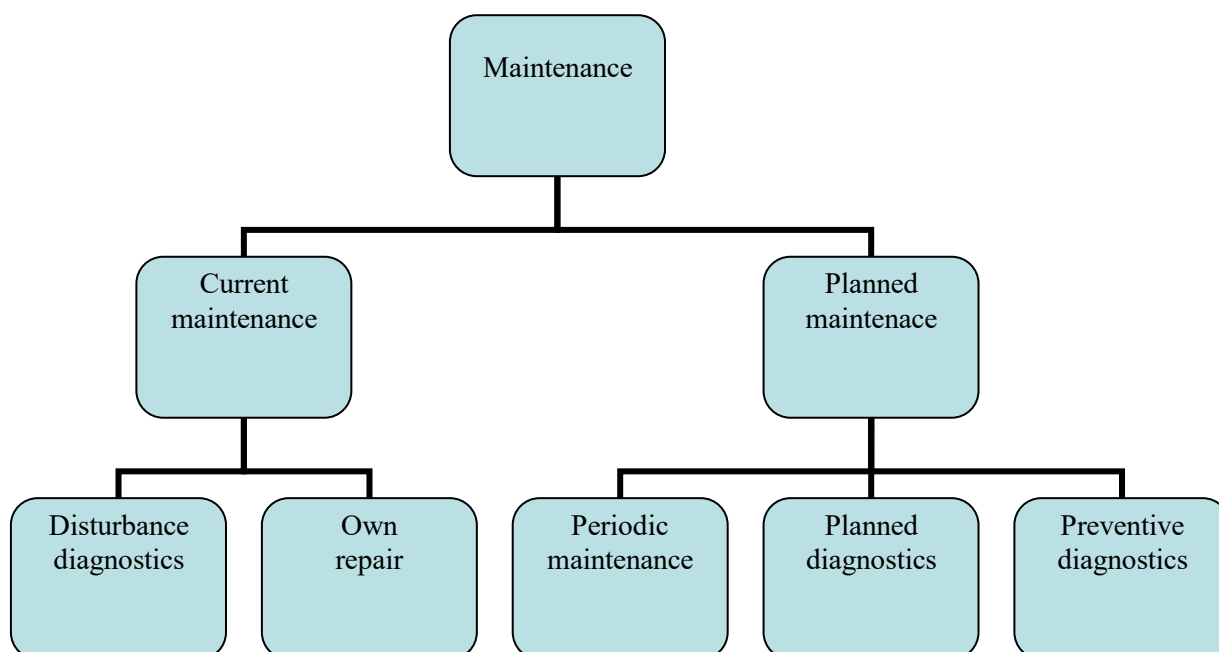 Maintenance
Current
maintenance
Planned
maintenace
Disturbance
diagnostics
Own
repair
Periodic
maintenance
Planned
diagnostics
Preventive
diagnostics